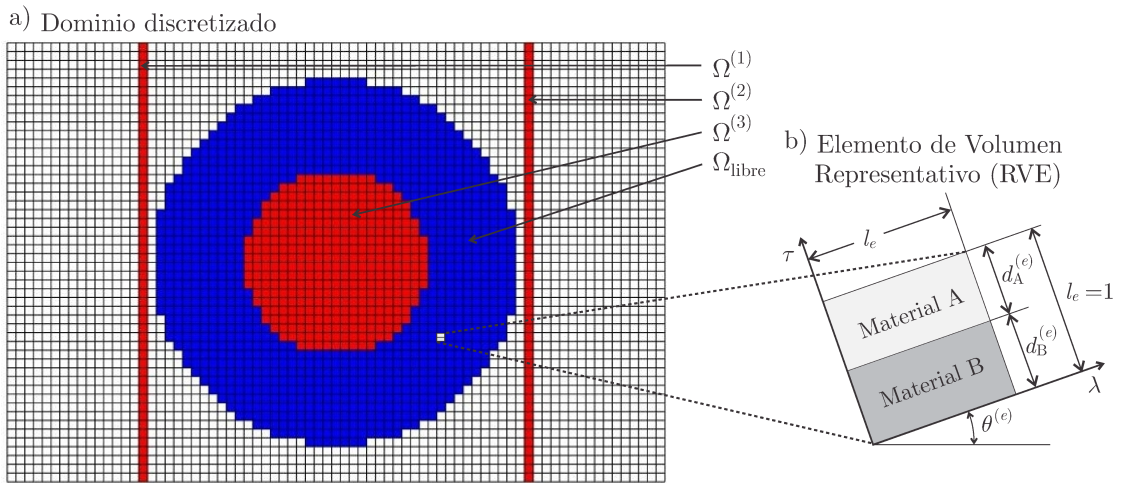 a) Dominio discretizado
Ω(1)
Ω(2)
Ω(3)
Ωlibre
b) Elemento de Volumen
Representativo (RVE)
τ
le
dA(e)
le=1
Material A
dB(e)
Material B
λ
θ(e)